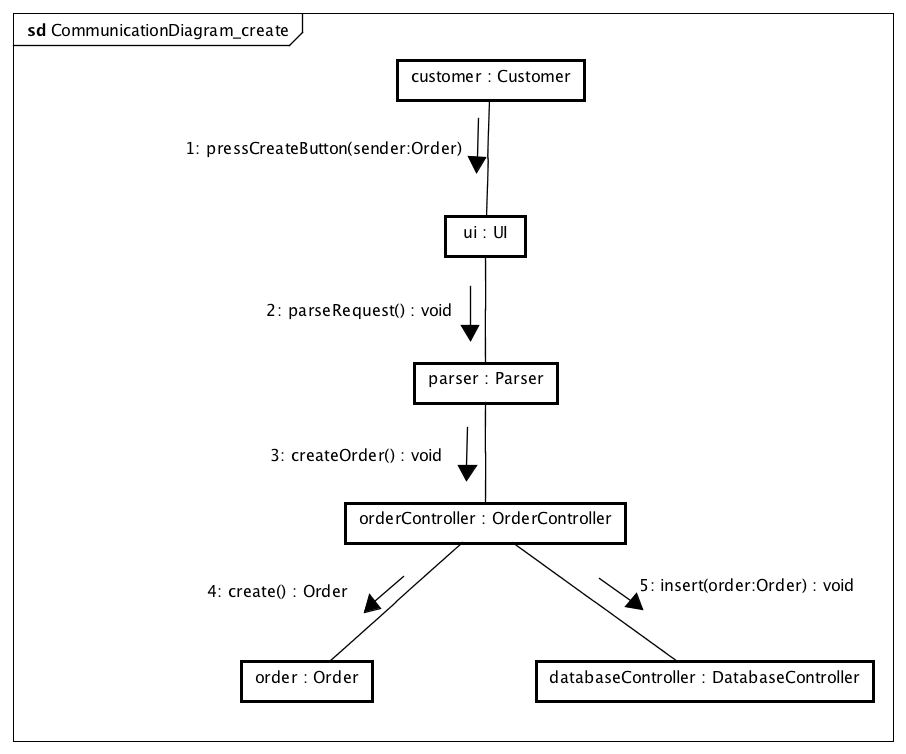 sd CommunicationDiagram_create
customer : Customer
1: pressCreateButton(sender:Order)
ui : UI
2: parseRequest() : void
parser : Parser
3: createOrder() : void
orderController : OrderController
4: create() : Order
5: insert(order:Order) : void
order : Order
databaseController : DatabaseController